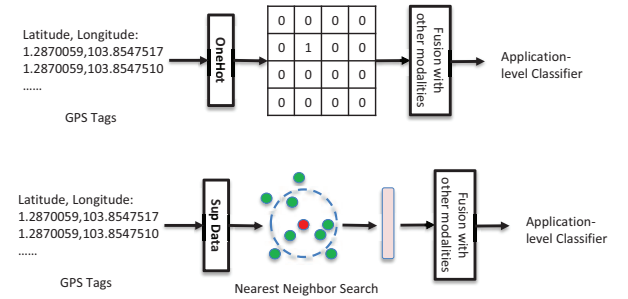 Latitude, Longitude:
1.2870059,103.8547517
1.2870059,103.8547510
......
GPS Tags
OneHot
0 0 0 0
0 1 0 0
0 0 0 0
0 0 0 0
Fusion with
other modalities
Application-
level Classifier
Latitude, Longitude:
1.2870059,103.8547517
1.2870059,103.8547510
......
GPS Tags
Sup Data
Nearest Neighbor Search
Fusion with
other modalities
Application-
level Classifier